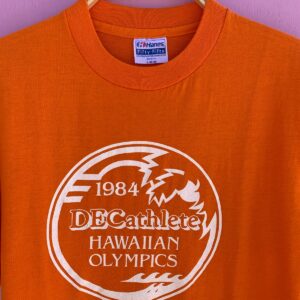 Hanes
1984
DECathlete
HAWAIIAN
OLYMPICS